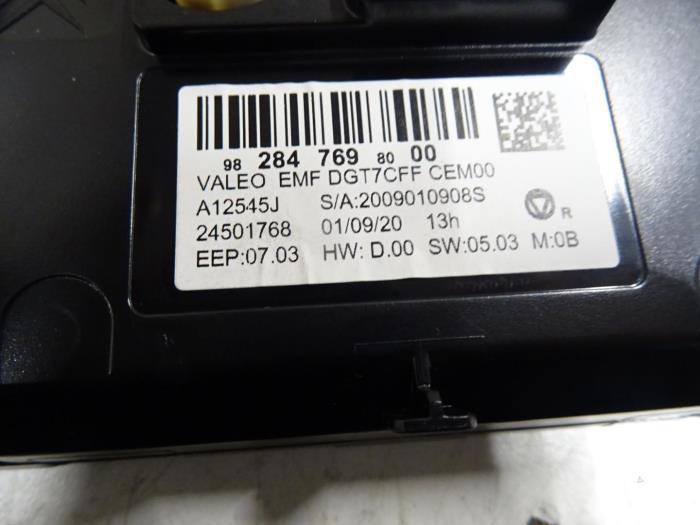 98 284 769 80 00
VALEO EMF DGT7CFF CEM00
A12545J S/A:2009010908S
24501768 01/09/20 13h
EEP:07.03 HW: D.00 SW:05.03 M:0B
R